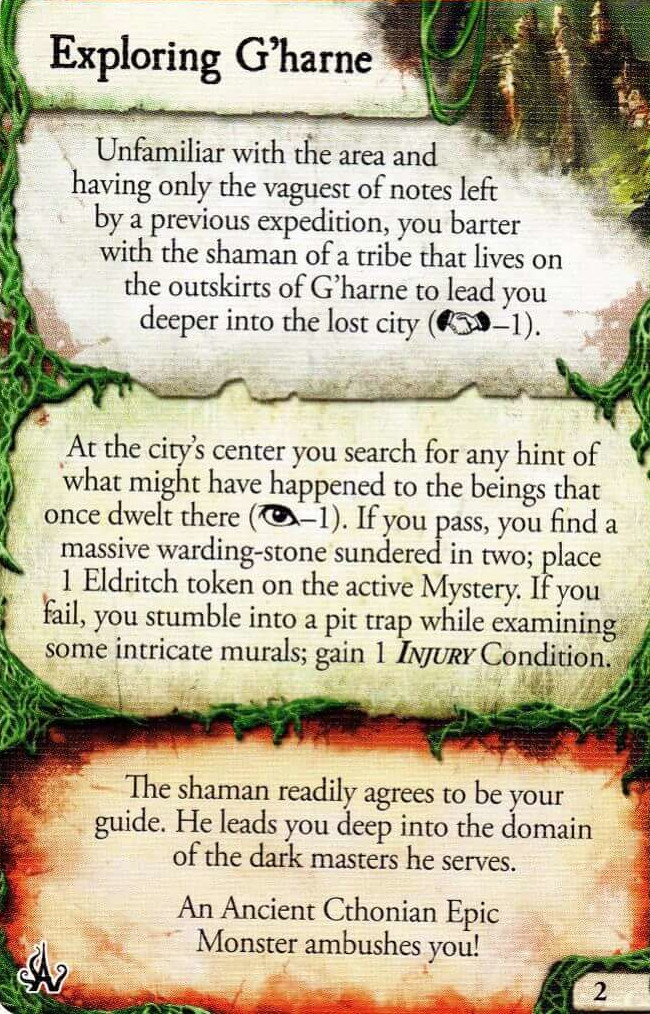 Exploring G'harne
Unfamiliar with the area and
having only the vaguest of notes left
by a previous expedition, you barter
with the shaman of a tribe that lives on
the outskirts of G'harne to lead you
deeper into the lost city (–1).
At the city's center you search for any hint of
what might have happened to the beings that
once dwelt there (–1). If you pass, you find a
massive warding-stone sundered in two; place
1 Eldritch token on the active Mystery. If you
fail, you stumble into a pit trap while examining
some intricate murals; gain 1 INJURY Condition.
The shaman readily agrees to be your
guide. He leads you deep into the domain
of the dark masters he serves.
An Ancient Cthonian Epic
Monster ambushes you!
2